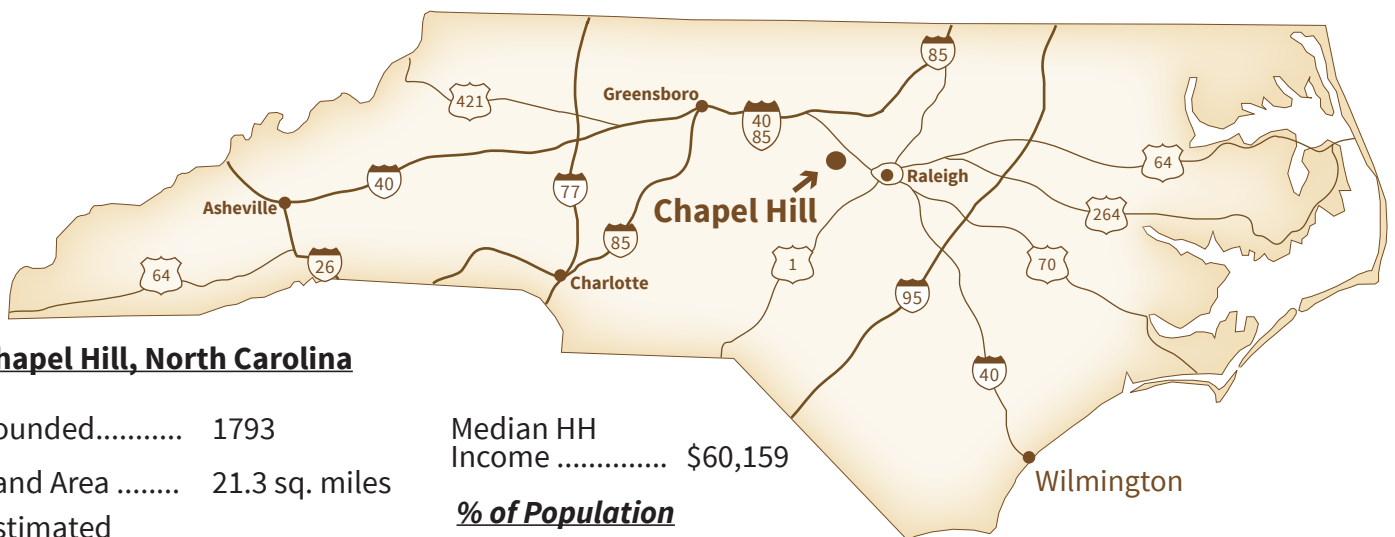 85
421
Greensboro
40
85
64
40
77
Raleigh
Asheville
Chapel Hill
264
85
1
70
64
26
Charlotte
95
hapel Hill, North Carolina
40
ounded........... 1793
Median HH
Income .............. $60,159
and Area ........ 21.3 sq. miles
Wilmington
% of Population
stimated